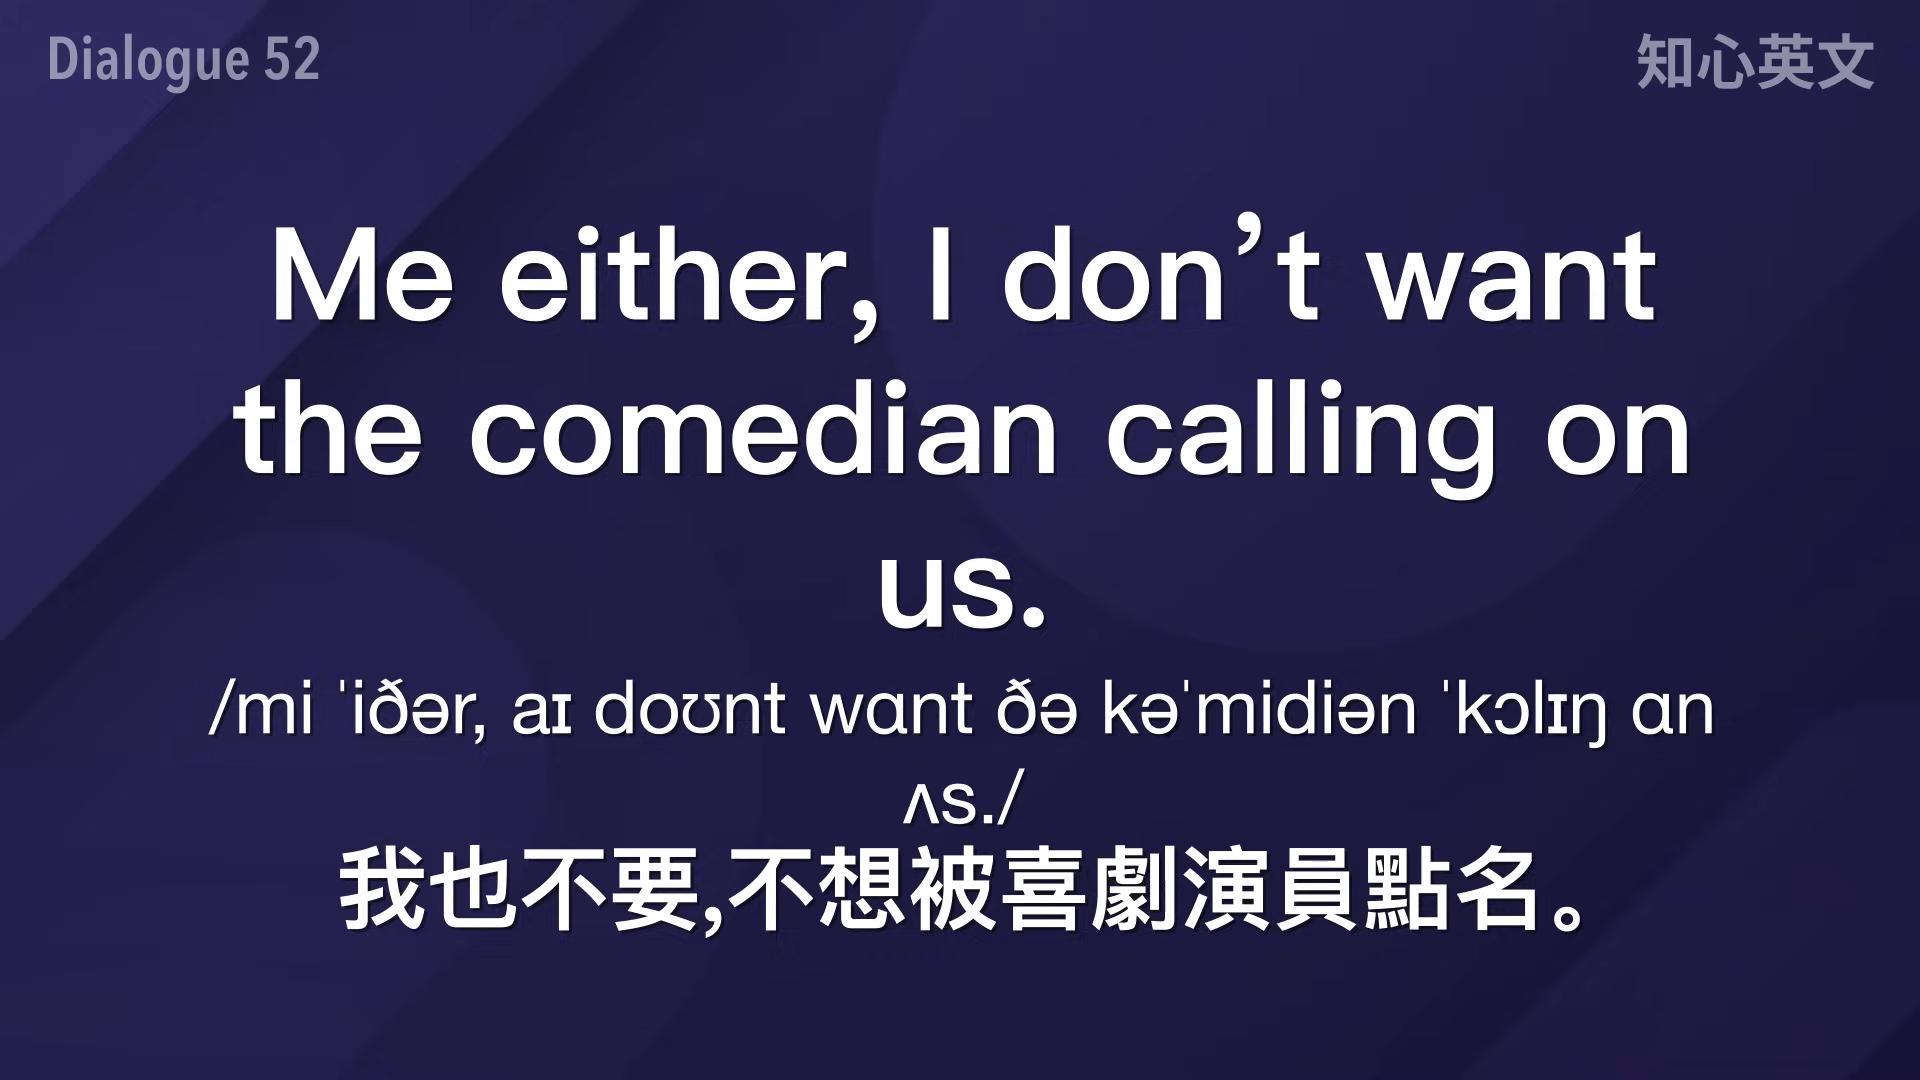 Dialogue 52
知心英文
Me either, I don’t want
the comedian calling on
us.
/mi ˈiðər, aɪ doʊnt wɑnt ðə kəˈmidiən ˈkɔlɪŋ ɑn
ʌs./
我也不要,不想被喜劇演員點名。